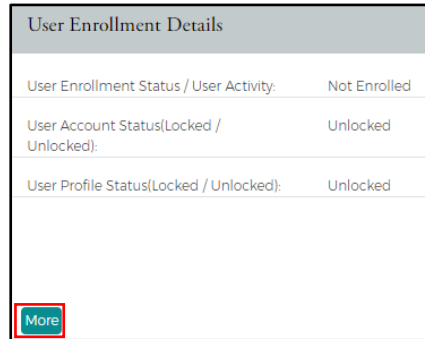 User Enrollment Details
User Enrollment Status / User Activity: Not Enrolled
User Account Status(Locked / Unlocked
Unlocked):
User Profile Status(Locked / Unlocked): Unlocked
More